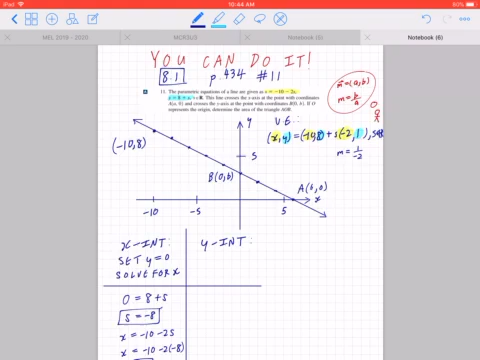 iPad
10:44 AM
80%
MEL 2019 - 2020
MCR3U3
Notebook (5)
Notebook (6)
YOU CAN DO IT!
8.1 p.434 #11
11. The parametric equations of a line are given as x = -10 - 2s,
y = 8 + s, s∈R. This line crosses the x-axis at the point with coordinates
A(a, 0) and crosses the y-axis at the point with coordinates B(0, b). If O
represents the origin, determine the area of the triangle AOB.
m = (a, b)
m = b/a
V.E.:
(x,y) = (-10,8) + s(-2, 1), s∈R
m = 1/-2
(-10,8)
y
5
B(0,b)
A(6,0)
x
-10 -5 5
x-INT: y-INT:
SET y=0
SOLVE FOR x
0 = 8 + s
s = -8
x = -10 - 2s
x = -10 - 2(-8)